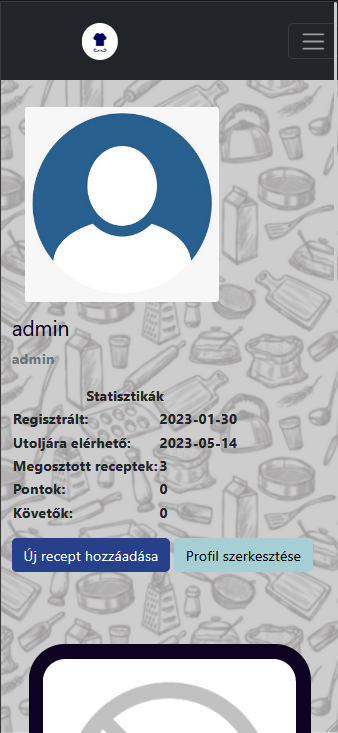 admin
admin
Statisztikák
Regisztrált: 2023-01-30
Utoljára elérhető: 2023-05-14
Megosztott receptek: 3
Pontok: 0
Követők: 0
Új recept hozzáadása Profil szerkesztése